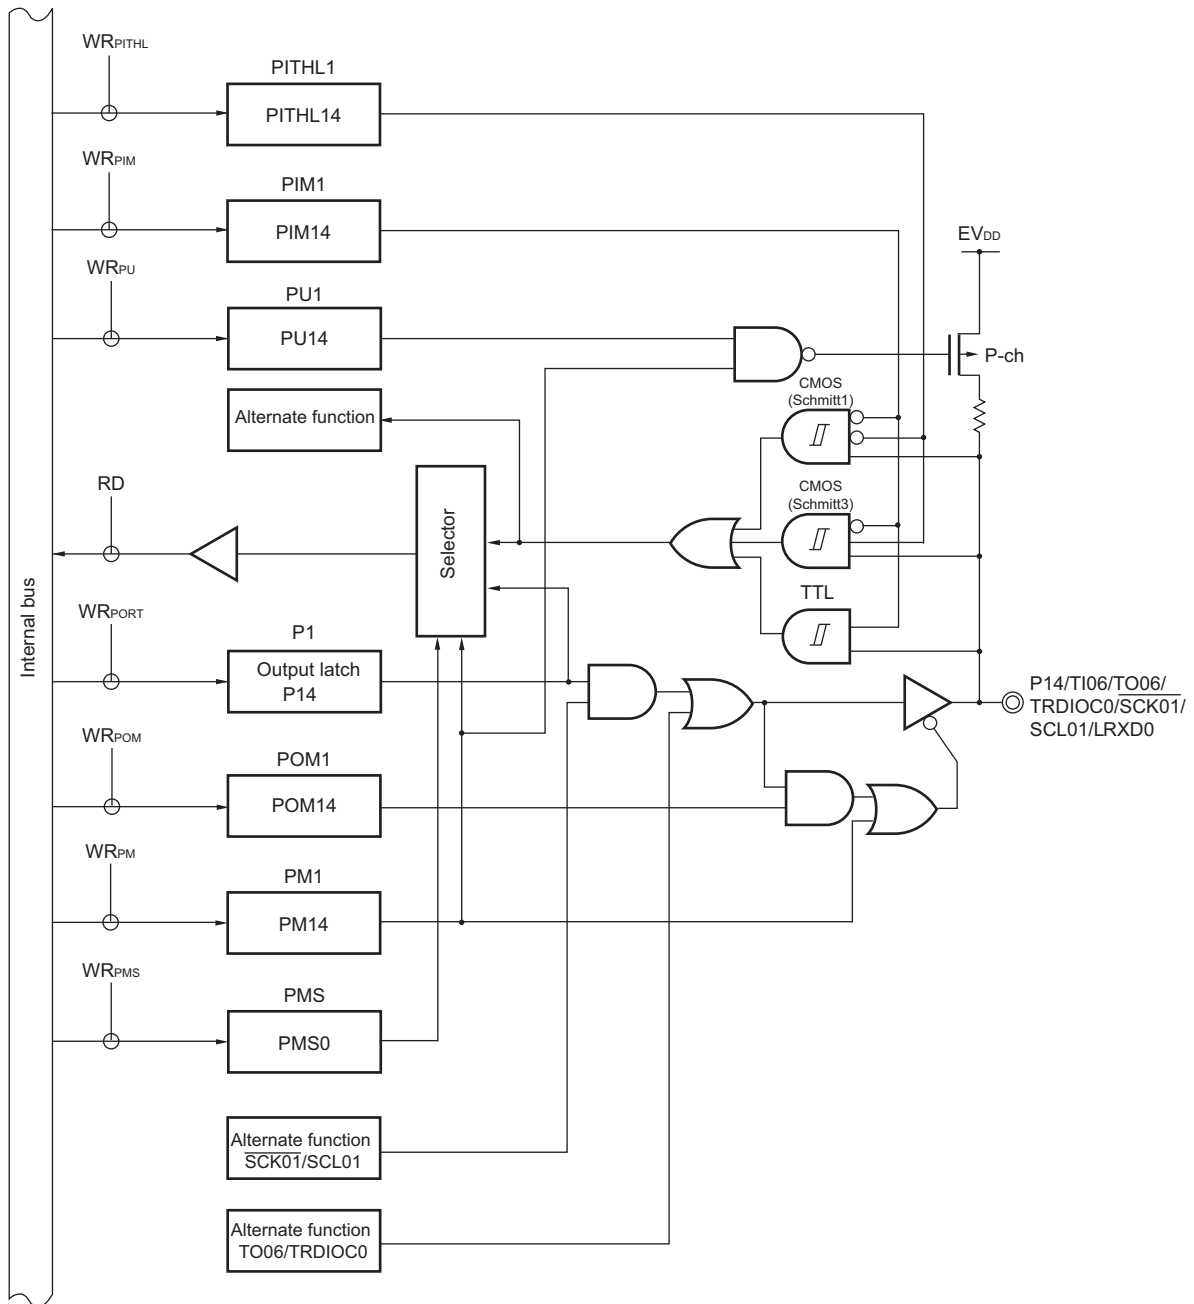 WRPITHL
PITHL1
PITHL14
WRPIM
PIM1
PIM14
WRPU
PU1
PU14
EVDD
P-ch
CMOS
(Schmitt1)
Alternate function
RD
Selector
CMOS
(Schmitt3)
TTL
Internal bus
WRPORT
P1
Output latch
P14
P14/TI06/TO06/
TRDIOC0/SCK01/
SCL01/LRXD0
WRPOM
POM1
POM14
WRPM
PM1
PM14
WRPMS
PMS
PMS0
Alternate function
SCK01/SCL01
Alternate function
TO06/TRDIOC0